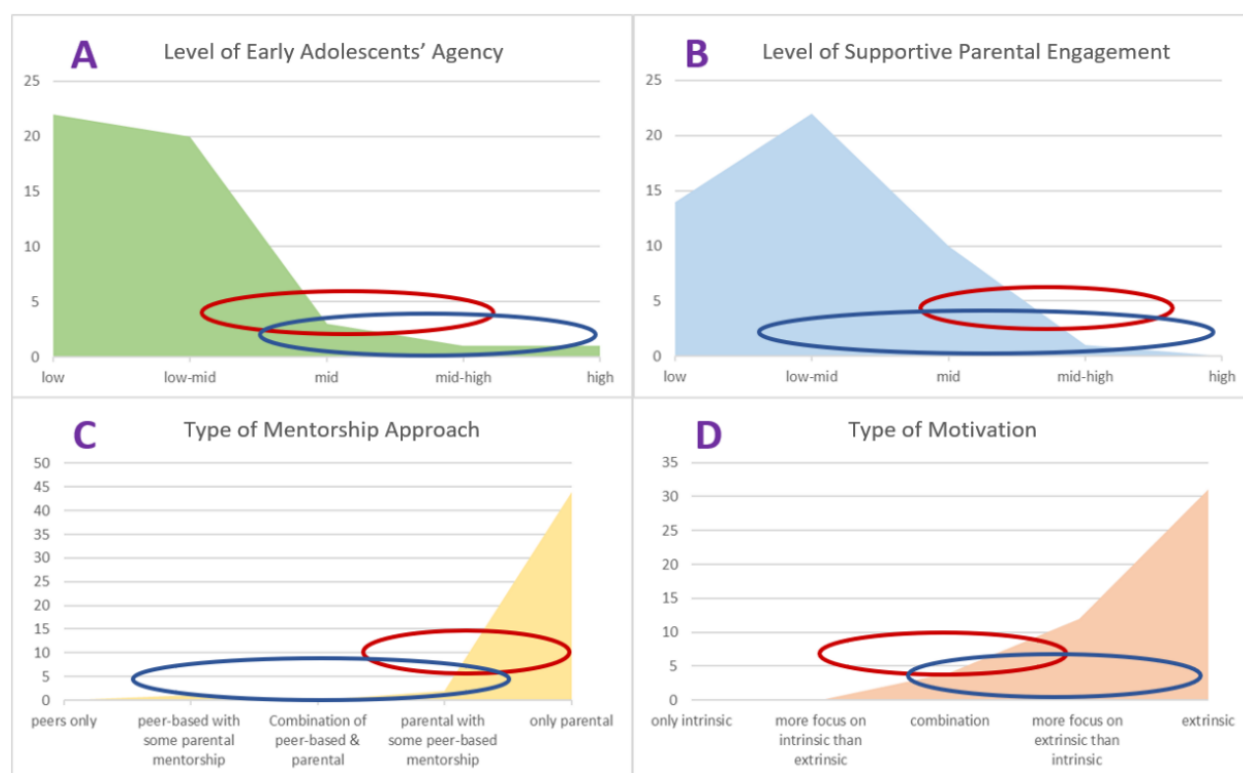 A
Level of Early Adolescents’ Agency
25
20
15
10
5
0
low
low-mid
mid
mid-high
high
B
Level of Supportive Parental Engagement
25
20
15
10
5
0
low
low-mid
mid
mid-high
high
C
Type of Mentorship Approach
50
45
40
35
30
25
20
15
10
5
0
peers only
peer-based with
some parental
mentorship
Combination of
peer-based &
parental
parental with
some peer-based
mentorship
only parental
D
Type of Motivation
35
30
25
20
15
10
5
0
only intrinsic
more focus on
intrinsic than
extrinsic
combination
more focus on
extrinsic than
intrinsic
extrinsic